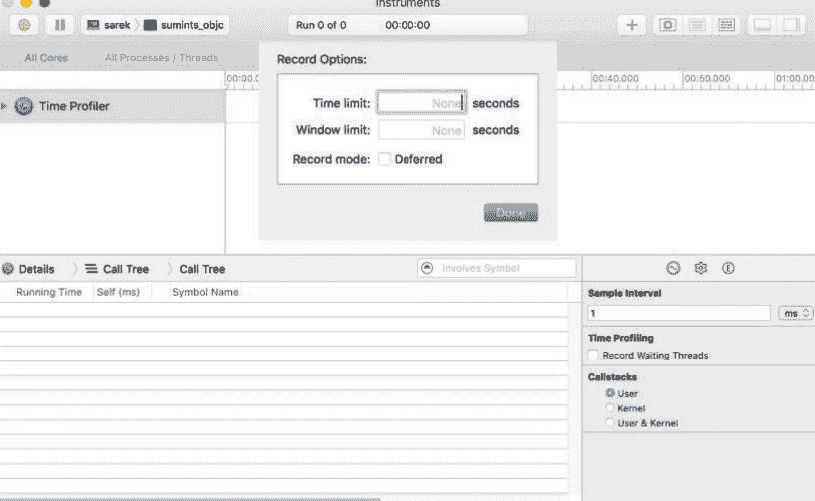 Instruments
sarek sumints_objc Run 0 of 0 00:00:00
All Cores All Processes / Threads
Record Options:
00:00.0 00:40.000 00:50.000 01:00.00
Time Profiler
Time limit: None seconds
Window limit: None seconds
Record mode: Deferred
Done
Details Call Tree Call Tree Involves Symbol
Running Time Self (ms) Symbol Name
Sample Interval
1 ms
Time Profiling
Record Waiting Threads
Callstacks
User
Kernel
User & Kernel